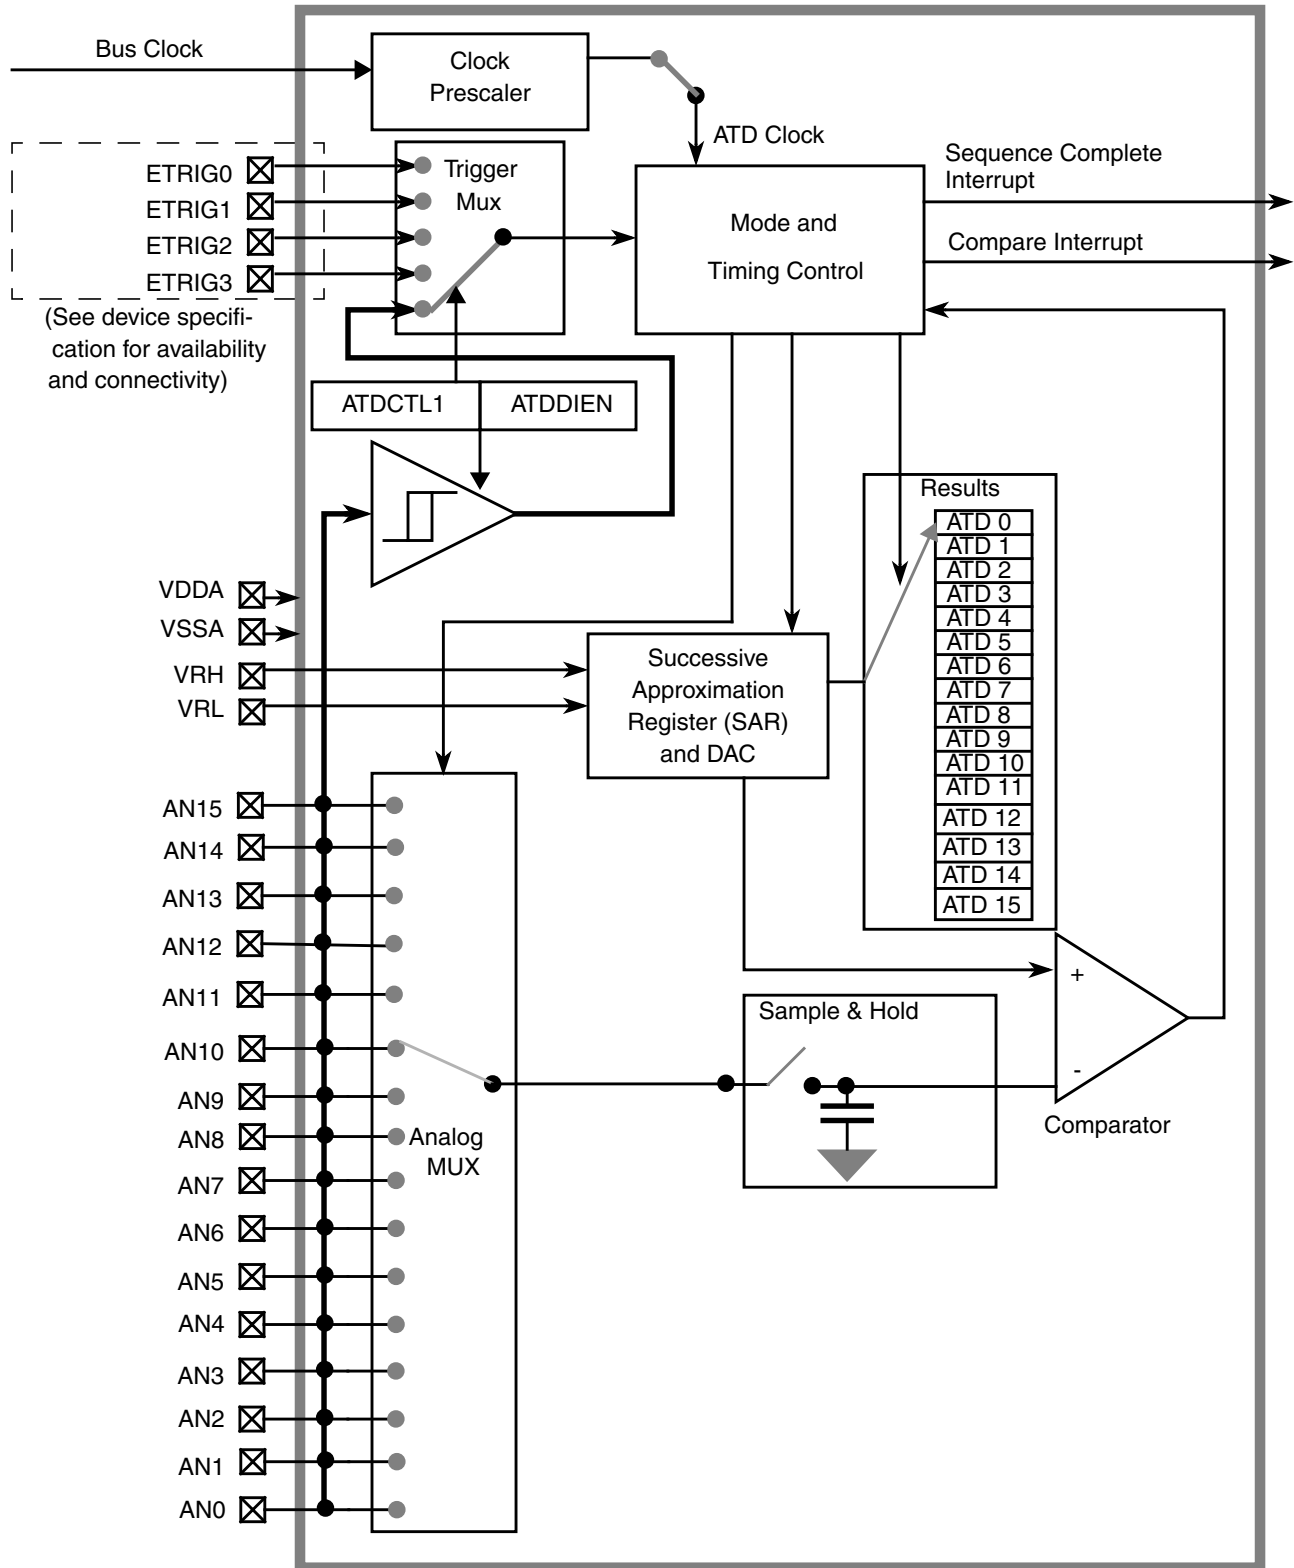 Bus Clock
Clock
Prescaler
ATD Clock
ETRIG0
ETRIG1
ETRIG2
ETRIG3
(See device specifi-
cation for availability
and connectivity)
Trigger
Mux
Mode and
Timing Control
Sequence Complete
Interrupt
Compare Interrupt
ATDCTL1
ATDDIEN
Results
ATD 0
ATD 1
ATD 2
ATD 3
ATD 4
ATD 5
ATD 6
ATD 7
ATD 8
ATD 9
ATD 10
ATD 11
ATD 12
ATD 13
ATD 14
ATD 15
VDDA
VSSA
VRH
VRL
Successive
Approximation
Register (SAR)
and DAC
AN15
AN14
AN13
AN12
AN11
AN10
AN9
AN8
AN7
AN6
AN5
AN4
AN3
AN2
AN1
AN0
Analog
MUX
Sample & Hold
+
-
Comparator